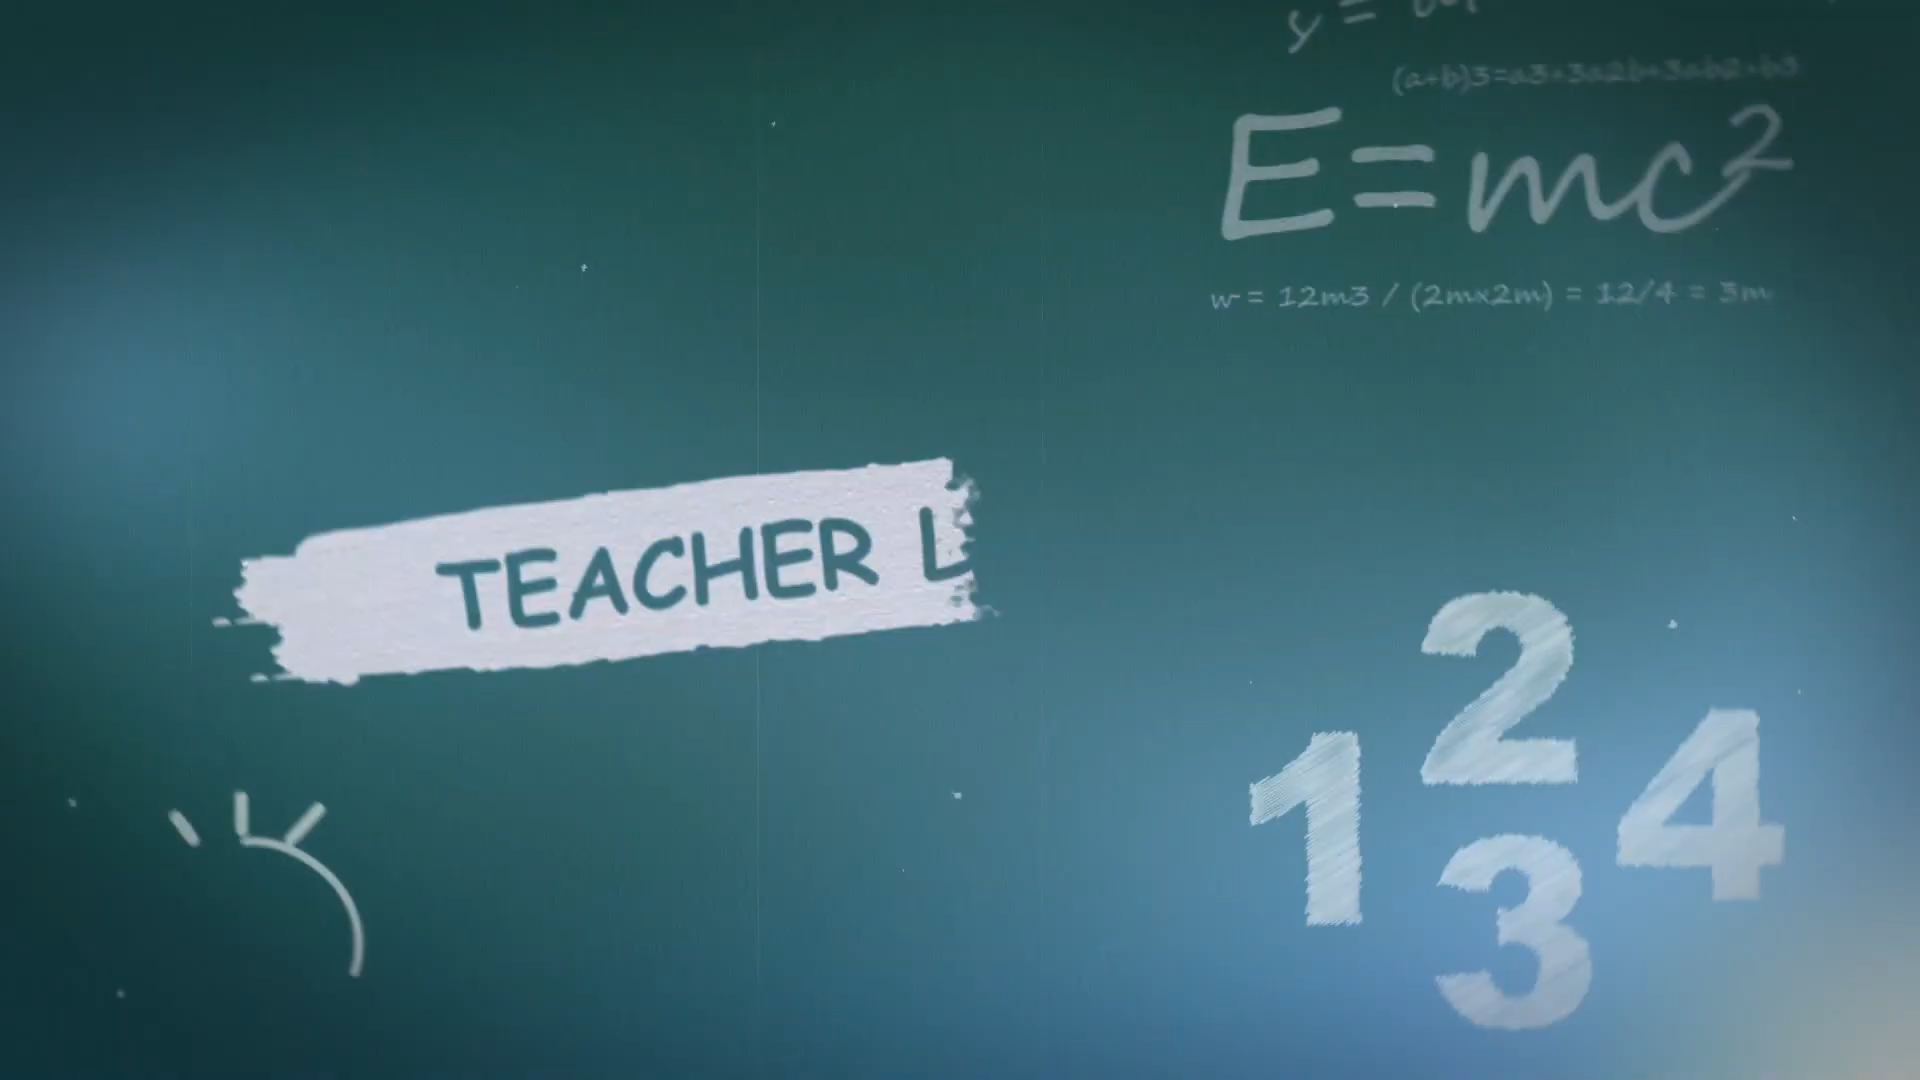 y =
(a+b)3=a3+3a2b+3ab2+b3
E=mc²
w = 12m3 / (2mx2m) = 12/4 = 3m
TEACHER L
2
1 4
3